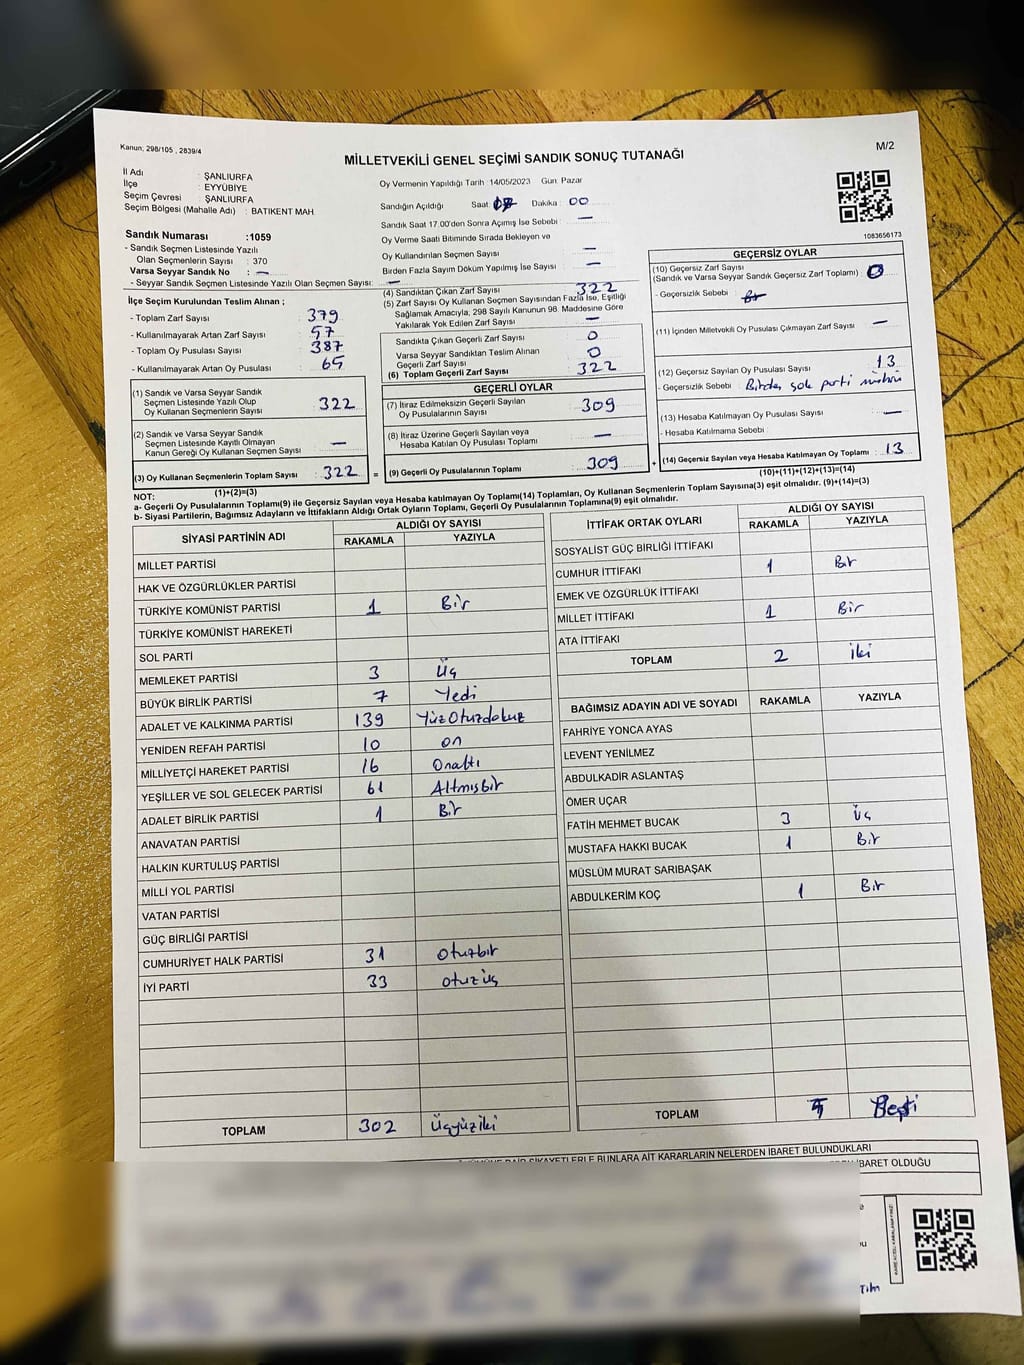 Kanun; 298/105 , 2839/4
M/2
MİLLETVEKİLİ GENEL SEÇİMİ SANDIK SONUÇ TUTANAĞI
İl Adı : ŞANLIURFA
İlçe : EYYÜBİYE
Seçim Çevresi : ŞANLIURFA
Seçim Bölgesi (Mahalle Adı) : BATIKENT MAH
Sandık Numarası :1059
- Sandık Seçmen Listesinde Yazılı
Olan Seçmenlerin Sayısı : 370
Varsa Seyyar Sandık No : —
- Seyyar Sandık Seçmen Listesinde Yazılı Olan Seçmen Sayısı: —
İlçe Seçim Kurulundan Teslim Alınan ;
- Toplam Zarf Sayısı : 379
- Kullanılmayarak Artan Zarf Sayısı : 57
- Toplam Oy Pusulası Sayısı : 387
- Kullanılmayarak Artan Oy Pusulası : 65
(1) Sandık ve Varsa Seyyar Sandık
Seçmen Listesinde Yazılı Olup
Oy Kullanan Seçmenlerin Sayısı : 322
(2) Sandık ve Varsa Seyyar Sandık
Seçmen Listesinde Kayıtlı Olmayan
Kanun Gereği Oy Kullanan Seçmen Sayısı : —
(3) Oy Kullanan Seçmenlerin Toplam Sayısı : 322
(1)+(2)=(3)
Oy Vermenin Yapıldığı Tarih : 14/05/2023 Gün: Pazar
Sandığın Açıldığı Saat: Dakika : 00
Sandık Saat 17.00'den Sonra Açımış İse Sebebi : —
Oy Verme Saati Bitiminde Sırada Bekleyen ve
Oy Kullandırılan Seçmen Sayısı : —
Birden Fazla Sayım Döküm Yapılmış İse Sayısı : —
(4) Sandıktan Çıkan Zarf Sayısı : 322
(5) Zarf Sayısı Oy Kullanan Seçmen Sayısından Fazla İse, Eşitliği
Sağlamak Amacıyla, 298 Sayılı Kanunun 98. Maddesine Göre
Yakılarak Yok Edilen Zarf Sayısı : —
Sandıkta Çıkan Geçerli Zarf Sayısı : 0
Varsa Seyyar Sandıktan Teslim Alınan
Geçerli Zarf Sayısı : 0
(6) Toplam Geçerli Zarf Sayısı : 322
GEÇERLİ OYLAR
(7) İtiraz Edilmeksizin Geçerli Sayılan
Oy Pusulalarının Sayısı : 309
(8) İtiraz Üzerine Geçerli Sayılan veya
Hesaba Katılan Oy Pusulası Toplamı : —
= (9) Geçerli Oy Pusulalarının Toplamı : 309
1083656173
GEÇERSİZ OYLAR
(10) Geçersiz Zarf Sayısı
(Sandık ve Varsa Seyyar Sandık Geçersiz Zarf Toplamı) : 0
- Geçersizlik Sebebi :
(11) İçinden Milletvekili Oy Pusulası Çıkmayan Zarf Sayısı : —
(12) Geçersiz Sayılan Oy Pusulası Sayısı : 13
- Geçersizlik Sebebi : parti
(13) Hesaba Katılmayan Oy Pusulası Sayısı : —
- Hesaba Katılmama Sebebi :
+ (14) Geçersiz Sayılan veya Hesaba Katılmayan Oy Toplamı : 13
(10)+(11)+(12)+(13)=(14)
NOT:
a- Geçerli Oy Pusulalarının Toplamı(9) ile Geçersiz Sayılan veya Hesaba katılmayan Oy Toplamı(14) Toplamları, Oy Kullanan Seçmenlerin Toplam Sayısına(3) eşit olmalıdır. (9)+(14)=(3)
b- Siyasi Partilerin, Bağımsız Adayların ve İttifakların Aldığı Ortak Oyların Toplamı, Geçerli Oy Pusulalarının Toplamına(9) eşit olmalıdır.
SİYASİ PARTİNİN ADI ALDIĞI OY SAYISI
RAKAMLA YAZIYLA
MİLLET PARTİSİ
HAK VE ÖZGÜRLÜKLER PARTİSİ
TÜRKİYE KOMÜNİST PARTİSİ 1 Bir
TÜRKİYE KOMÜNİST HAREKETİ
SOL PARTİ
MEMLEKET PARTİSİ 3 Üç
BÜYÜK BİRLİK PARTİSİ 7 Yedi
ADALET VE KALKINMA PARTİSİ 139 YüzOtuzdokuz
YENİDEN REFAH PARTİSİ 10 on
MİLLİYETÇİ HAREKET PARTİSİ 16 Onaltı
YEŞİLLER VE SOL GELECEK PARTİSİ 61 Altmışbir
ADALET BİRLİK PARTİSİ 1 Bir
ANAVATAN PARTİSİ
HALKIN KURTULUŞ PARTİSİ
MİLLİ YOL PARTİSİ
VATAN PARTİSİ
GÜÇ BİRLİĞİ PARTİSİ
CUMHURİYET HALK PARTİSİ 31 otuzbir
İYİ PARTİ 33 otuzüç
TOPLAM 302 Üçyüziki
İTTİFAK ORTAK OYLARI ALDIĞI OY SAYISI
RAKAMLA YAZIYLA
SOSYALİST GÜÇ BİRLİĞİ İTTİFAKI
CUMHUR İTTİFAKI 1 Bir
EMEK VE ÖZGÜRLÜK İTTİFAKI
MİLLET İTTİFAKI 1 Bir
ATA İTTİFAKI
TOPLAM 2 iki
BAĞIMSIZ ADAYIN ADI VE SOYADI RAKAMLA YAZIYLA
FAHRİYE YONCA AYAS
LEVENT YENİLMEZ
ABDULKADİR ASLANTAŞ
ÖMER UÇAR
FATİH MEHMET BUCAK 3 Üç
MUSTAFA HAKKI BUCAK 1 Bir
MÜSLÜM MURAT SARIBAŞAK
ABDULKERİM KOÇ 1 Bir
TOPLAM 5
ŞİKAYETLERLE BUNLARA AİT KARARLARIN NELERDEN İBARET BULUNDUKLARI
İBARET OLDUĞU